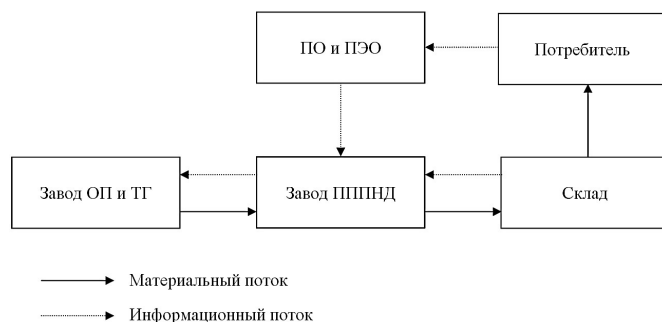 ПО и ПЭО
Потребитель
Завод ОП и ТГ
Завод ПППНД
Склад
Материальный поток
Информационный поток